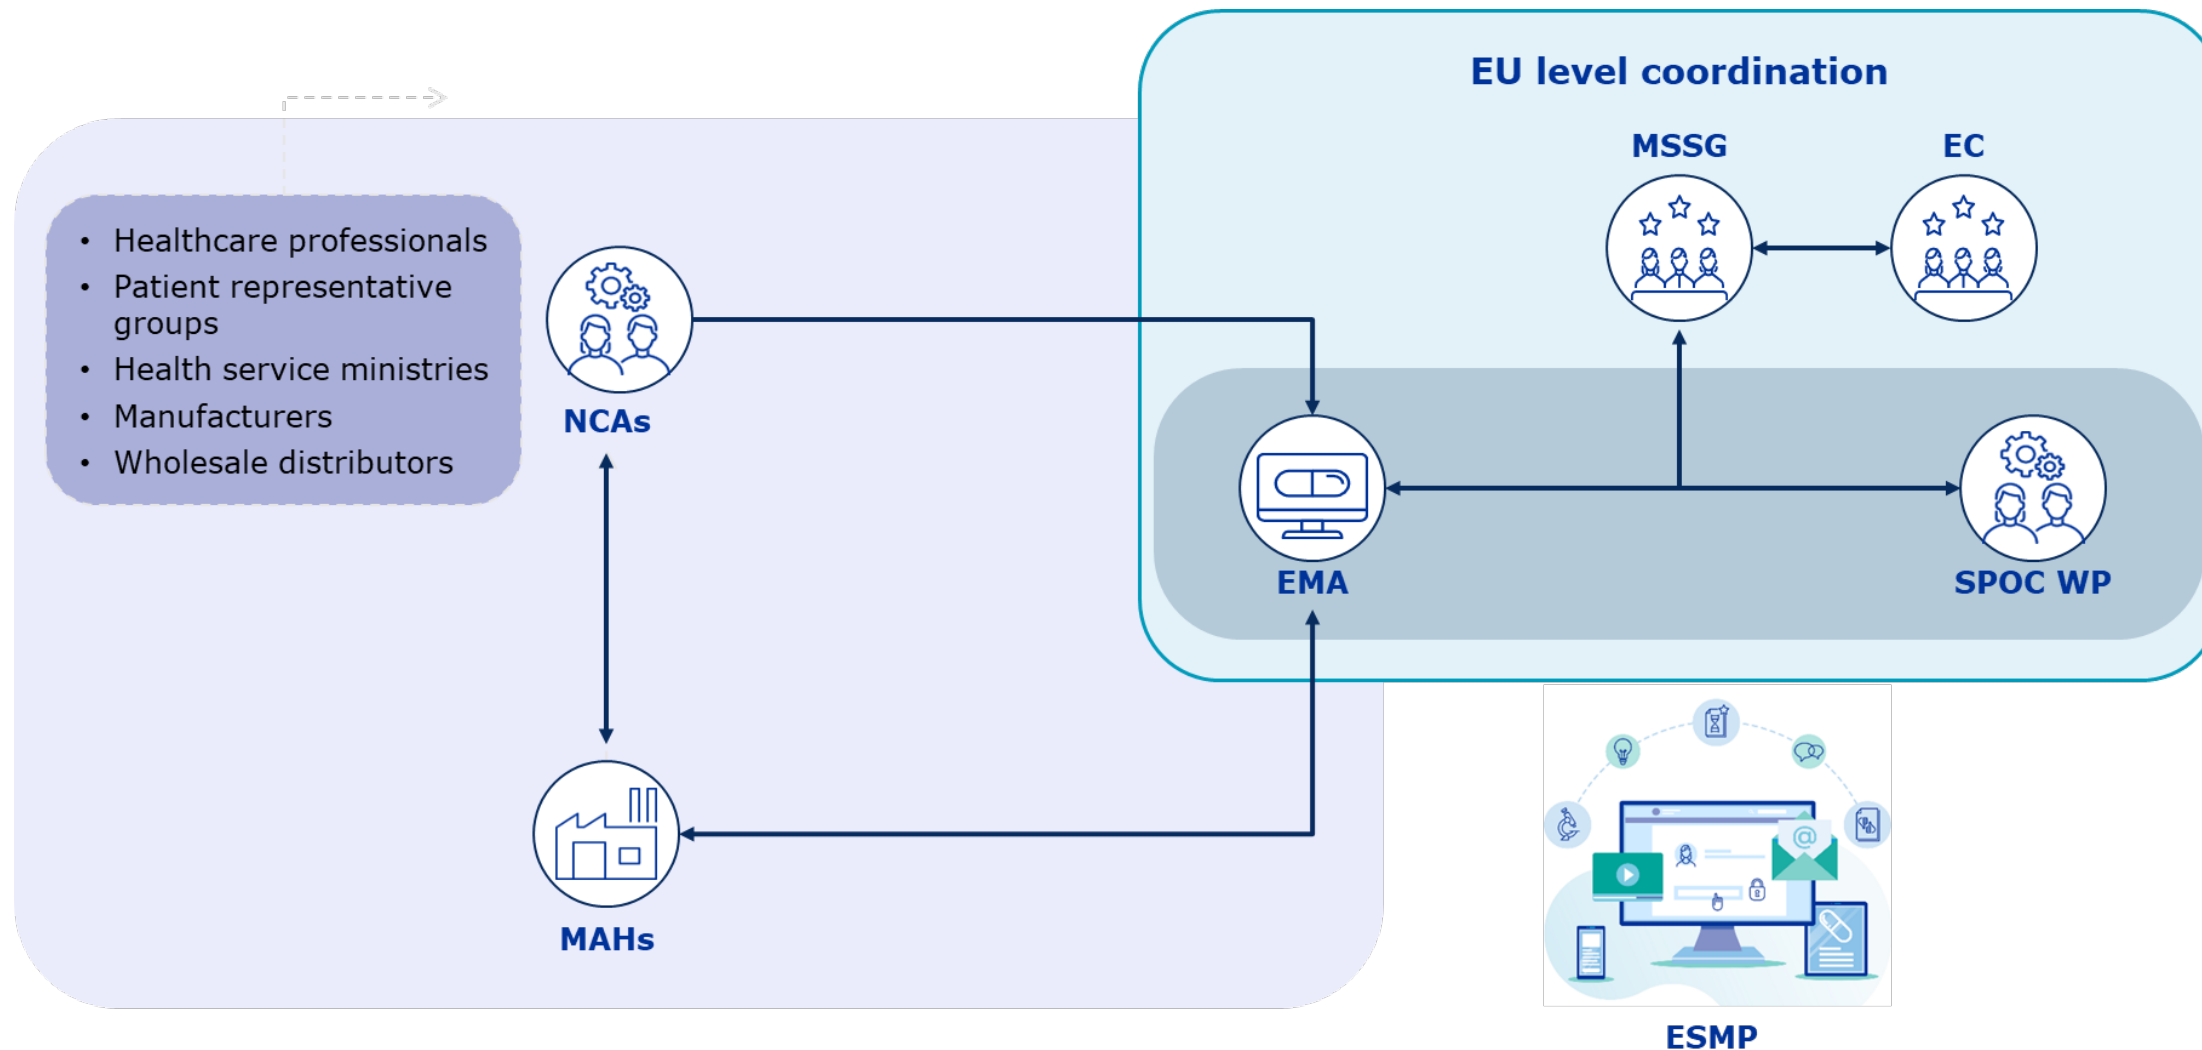 EU level coordination
MSSG
EC
• Healthcare professionals
• Patient representative
groups
• Health service ministries
• Manufacturers
• Wholesale distributors
NCAs
EMA
SPOC WP
MAHs
@
ESMP